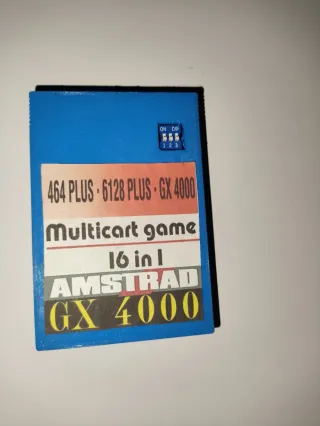 ON DIP
1 2 3
464 PLUS · 6128 PLUS · GX 4000
Multicart game
16 in 1
AMSTRAD
GX 4000